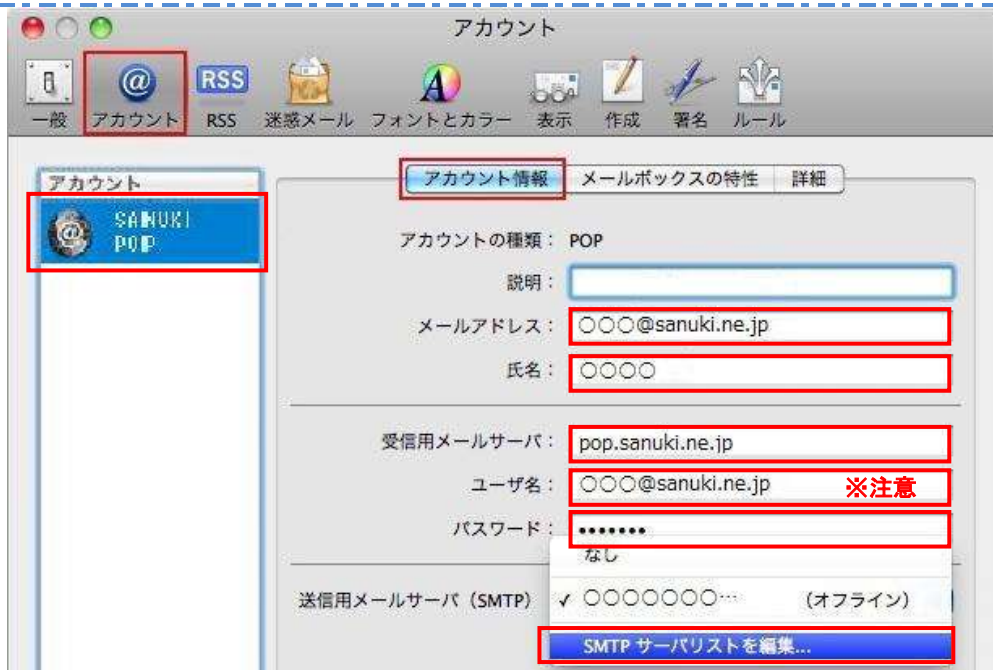 アカウント
RSS
一般 アカウント RSS 迷惑メール フォントとカラー 表示 作成 署名 ルール
アカウント
アカウント情報 メールボックスの特性 詳細
SANUKI
POP
アカウントの種類： POP
説明：
メールアドレス： 〇〇〇@sanuki.ne.jp
氏名： 〇〇〇〇
受信用メールサーバ： pop.sanuki.ne.jp
ユーザ名： 〇〇〇@sanuki.ne.jp ※注意
パスワード： •••••••
なし
送信用メールサーバ（SMTP） ✓ 〇〇〇〇〇〇〇… （オフライン）
SMTP サーバリストを編集...